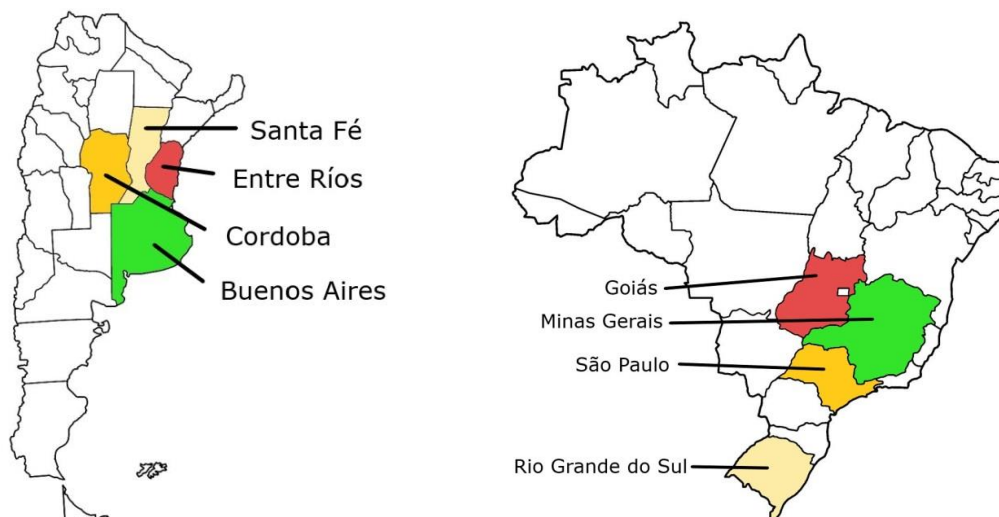 Santa Fé
Entre Ríos
Cordoba
Buenos Aires
Goiás
Minas Gerais
São Paulo
Rio Grande do Sul